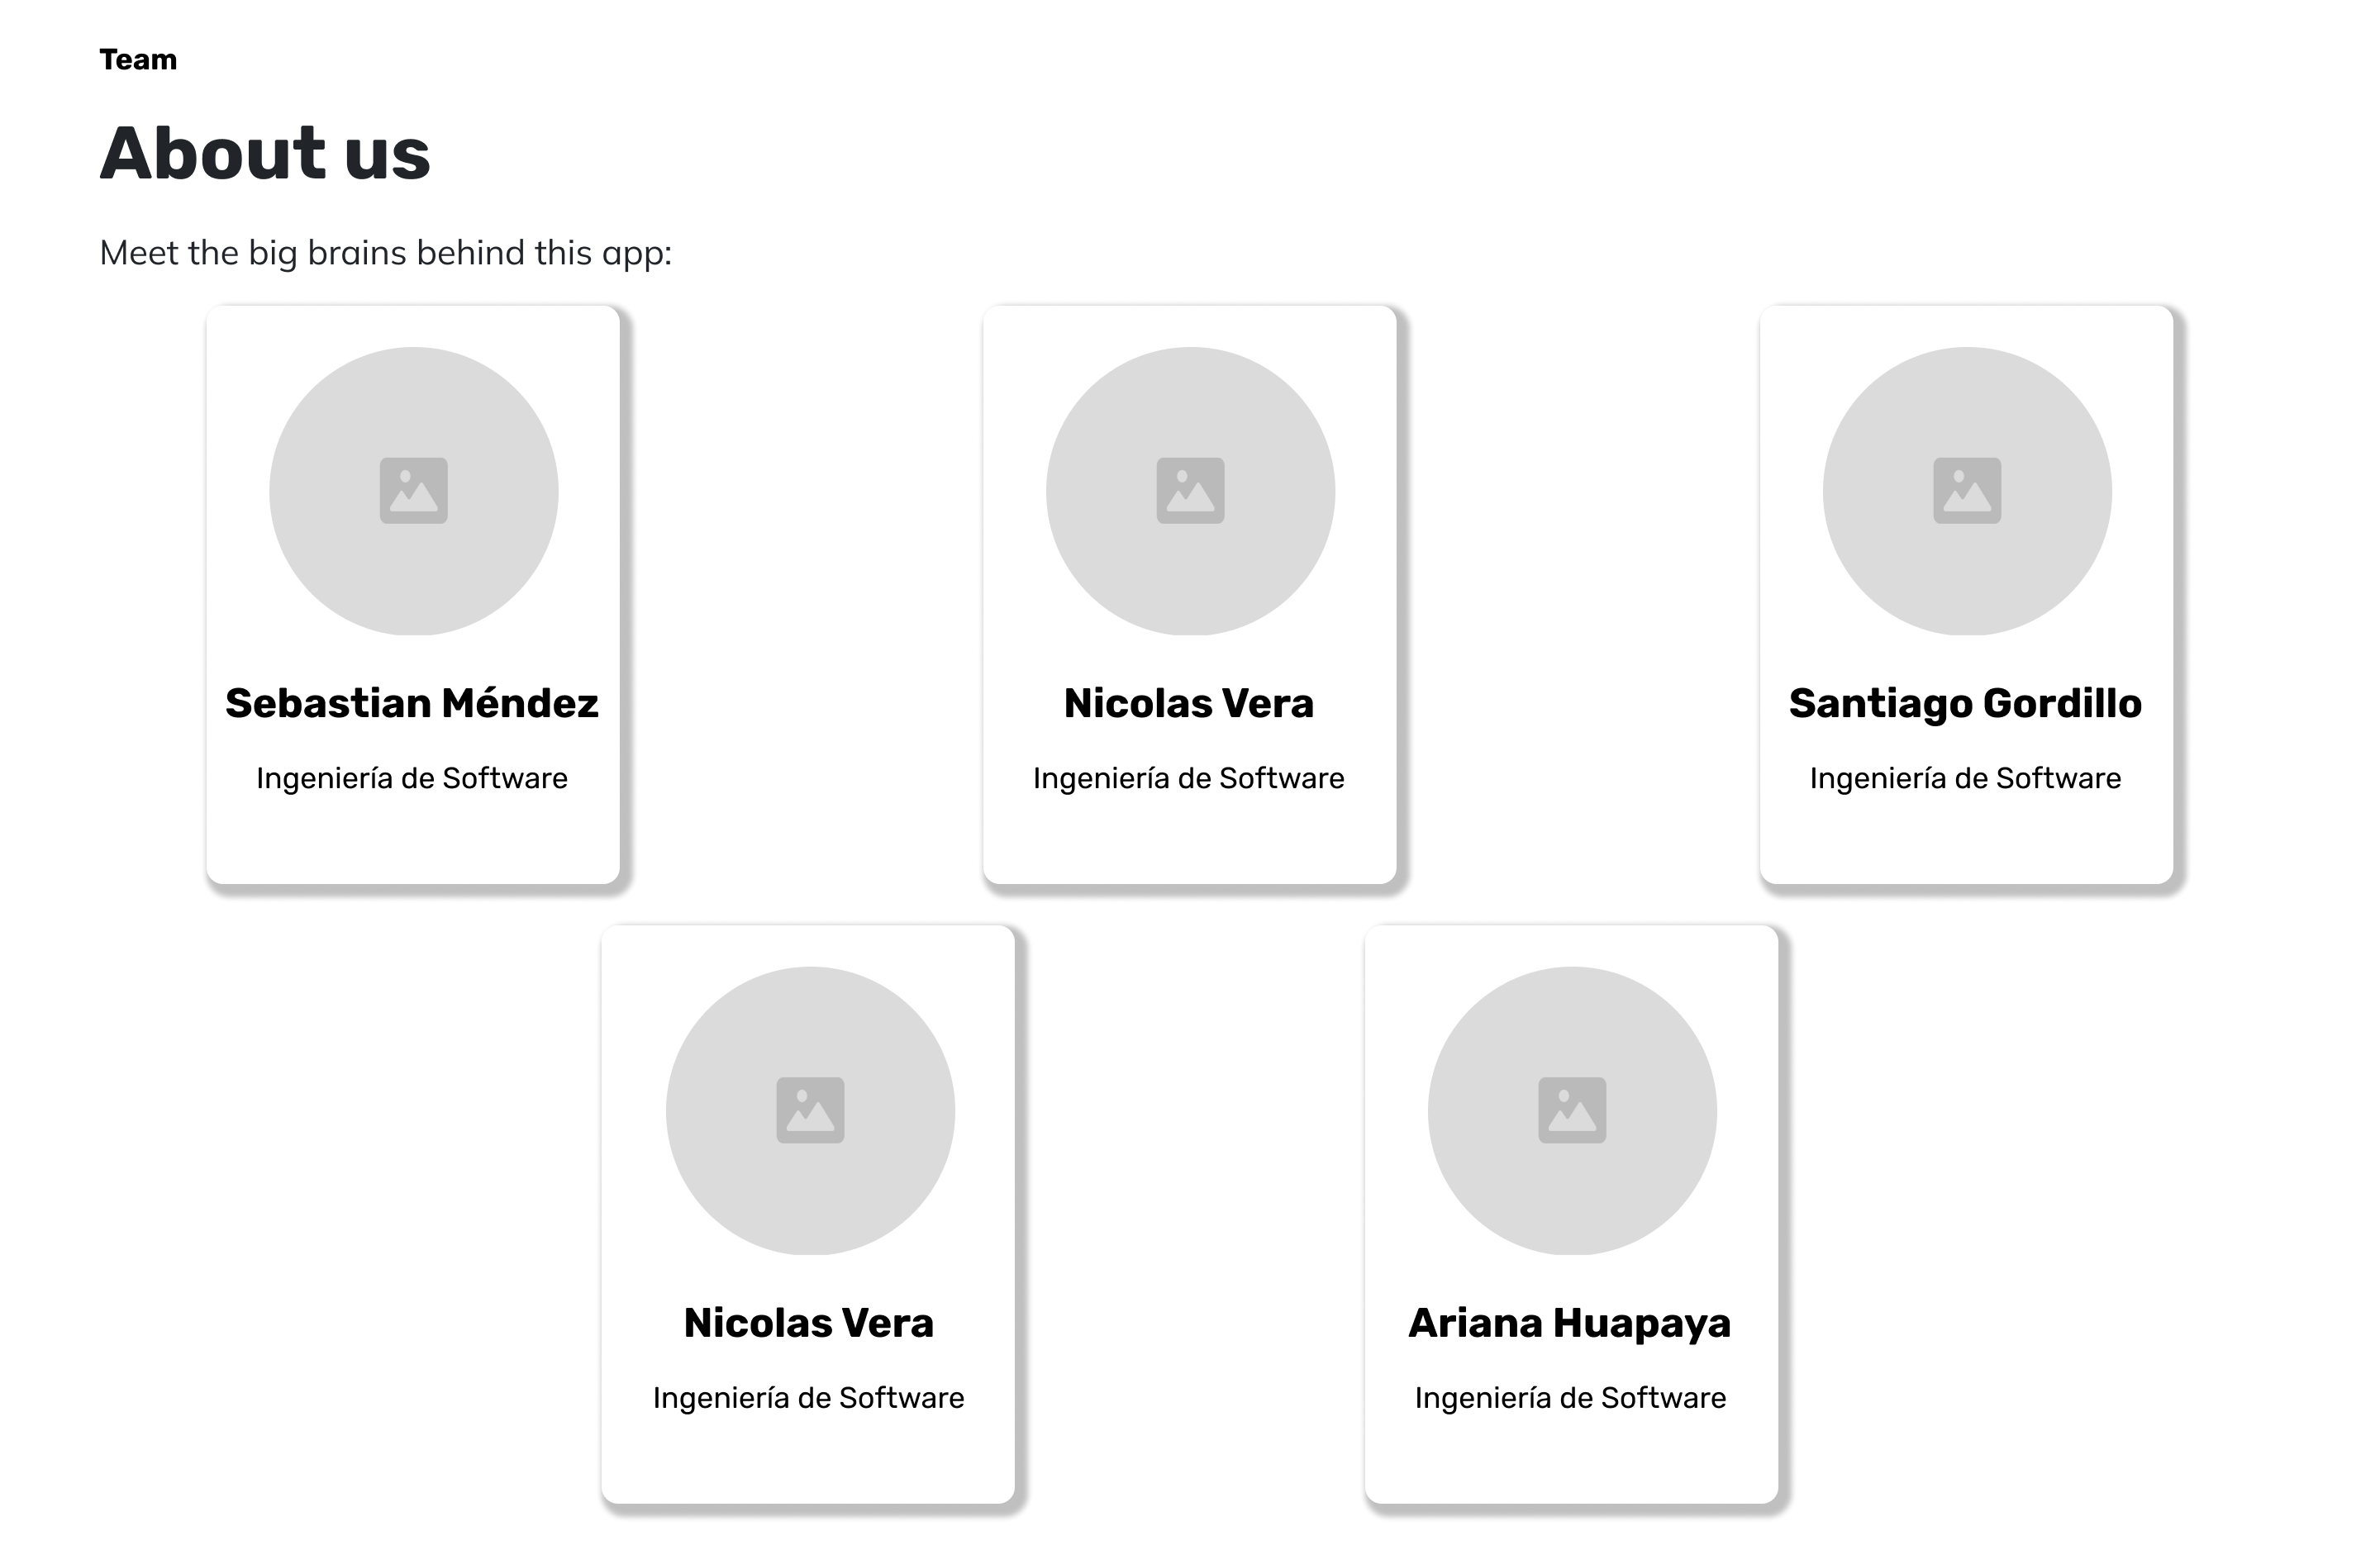 Team
About us
Meet the big brains behind this app:
Sebastian Méndez
Ingeniería de Software
Nicolas Vera
Ingeniería de Software
Santiago Gordillo
Ingeniería de Software
Nicolas Vera
Ingeniería de Software
Ariana Huapaya
Ingeniería de Software